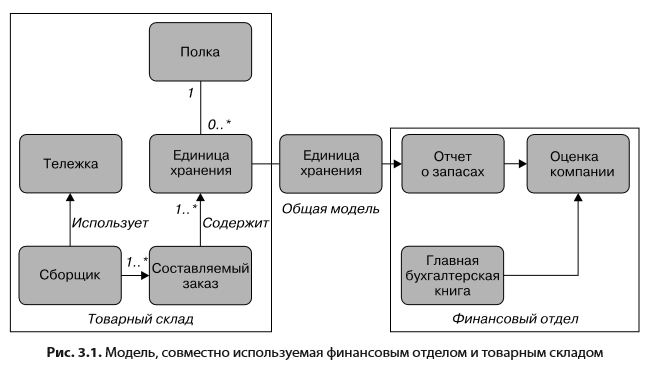 Полка
1
0..*
Тележка
Единица
хранения
Единица
хранения
Отчет
о запасах
Оценка
компании
Использует
1..*
Содержит
Общая модель
Сборщик
1..*
Составляемый
заказ
Главная
бухгалтерская
книга
Товарный склад
Финансовый отдел
Рис. 3.1. Модель, совместно используемая финансовым отделом и товарным складом